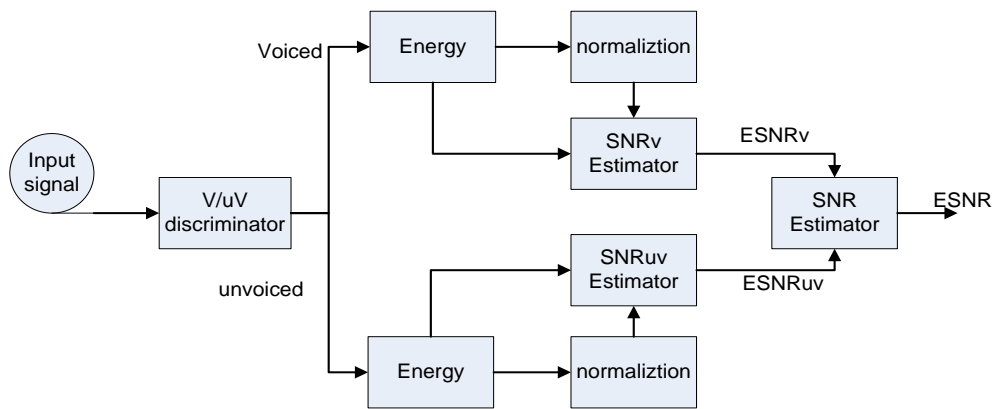 Voiced
Energy
normaliztion
Input
signal
V/uV
discriminator
SNRv
Estimator
ESNRv
SNR
Estimator
ESNR
unvoiced
SNRuv
Estimator
ESNRuv
Energy
normaliztion